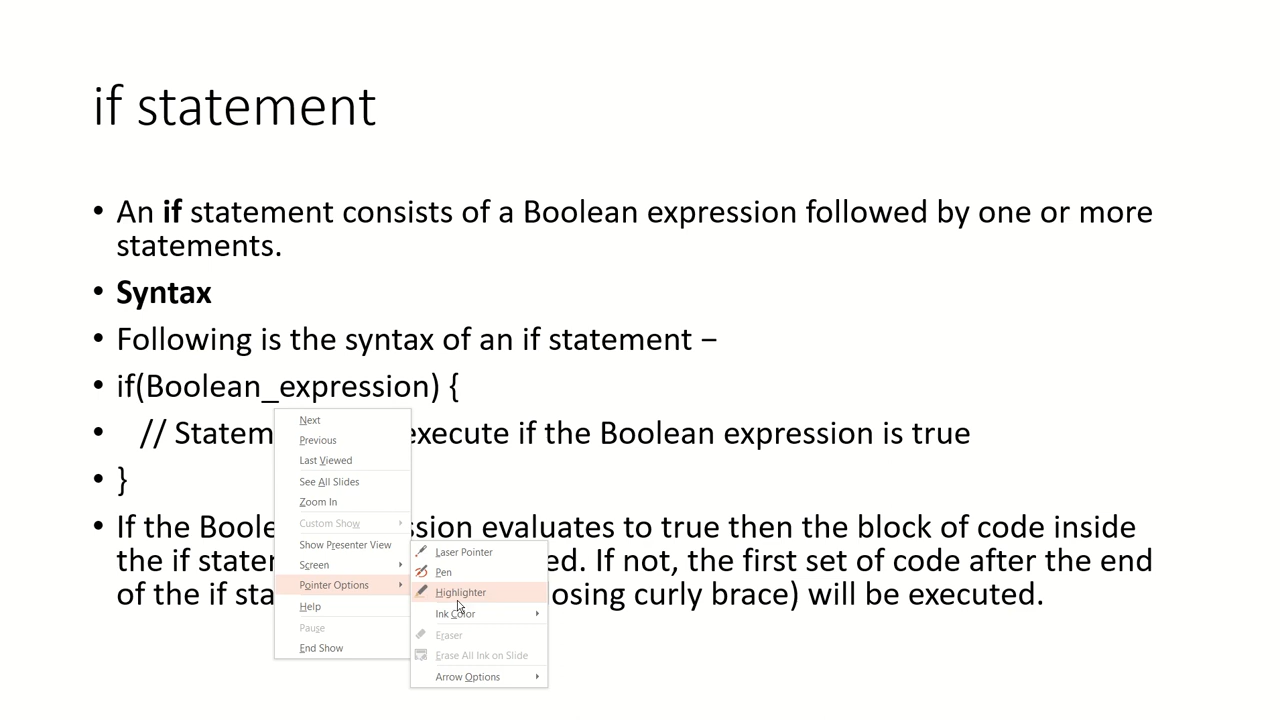 if statement
• An if statement consists of a Boolean expression followed by one or more
statements.
• Syntax
• Following is the syntax of an if statement −
• if(Boolean_expression) {
• // Statem execute if the Boolean expression is true
• }
• If the Boole ssion evaluates to true then the block of code inside
the if stater ed. If not, the first set of code after the end
of the if sta osing curly brace) will be executed.
Next
Previous
Last Viewed
See All Slides
Zoom In
Custom Show
Show Presenter View
Screen
Pointer Options
Help
Pause
End Show
Laser Pointer
Pen
Highlighter
Ink Color
Eraser
Erase All Ink on Slide
Arrow Options